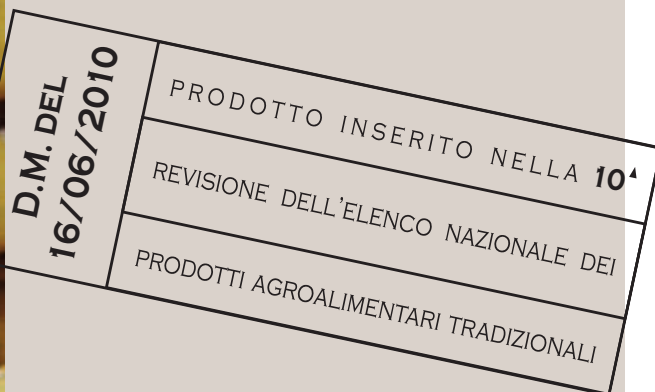 D.M. DEL
16/06/2010
PRODOTTO INSERITO NELLA 10ᴬ
REVISIONE DELL'ELENCO NAZIONALE DEI
PRODOTTI AGROALIMENTARI TRADIZIONALI